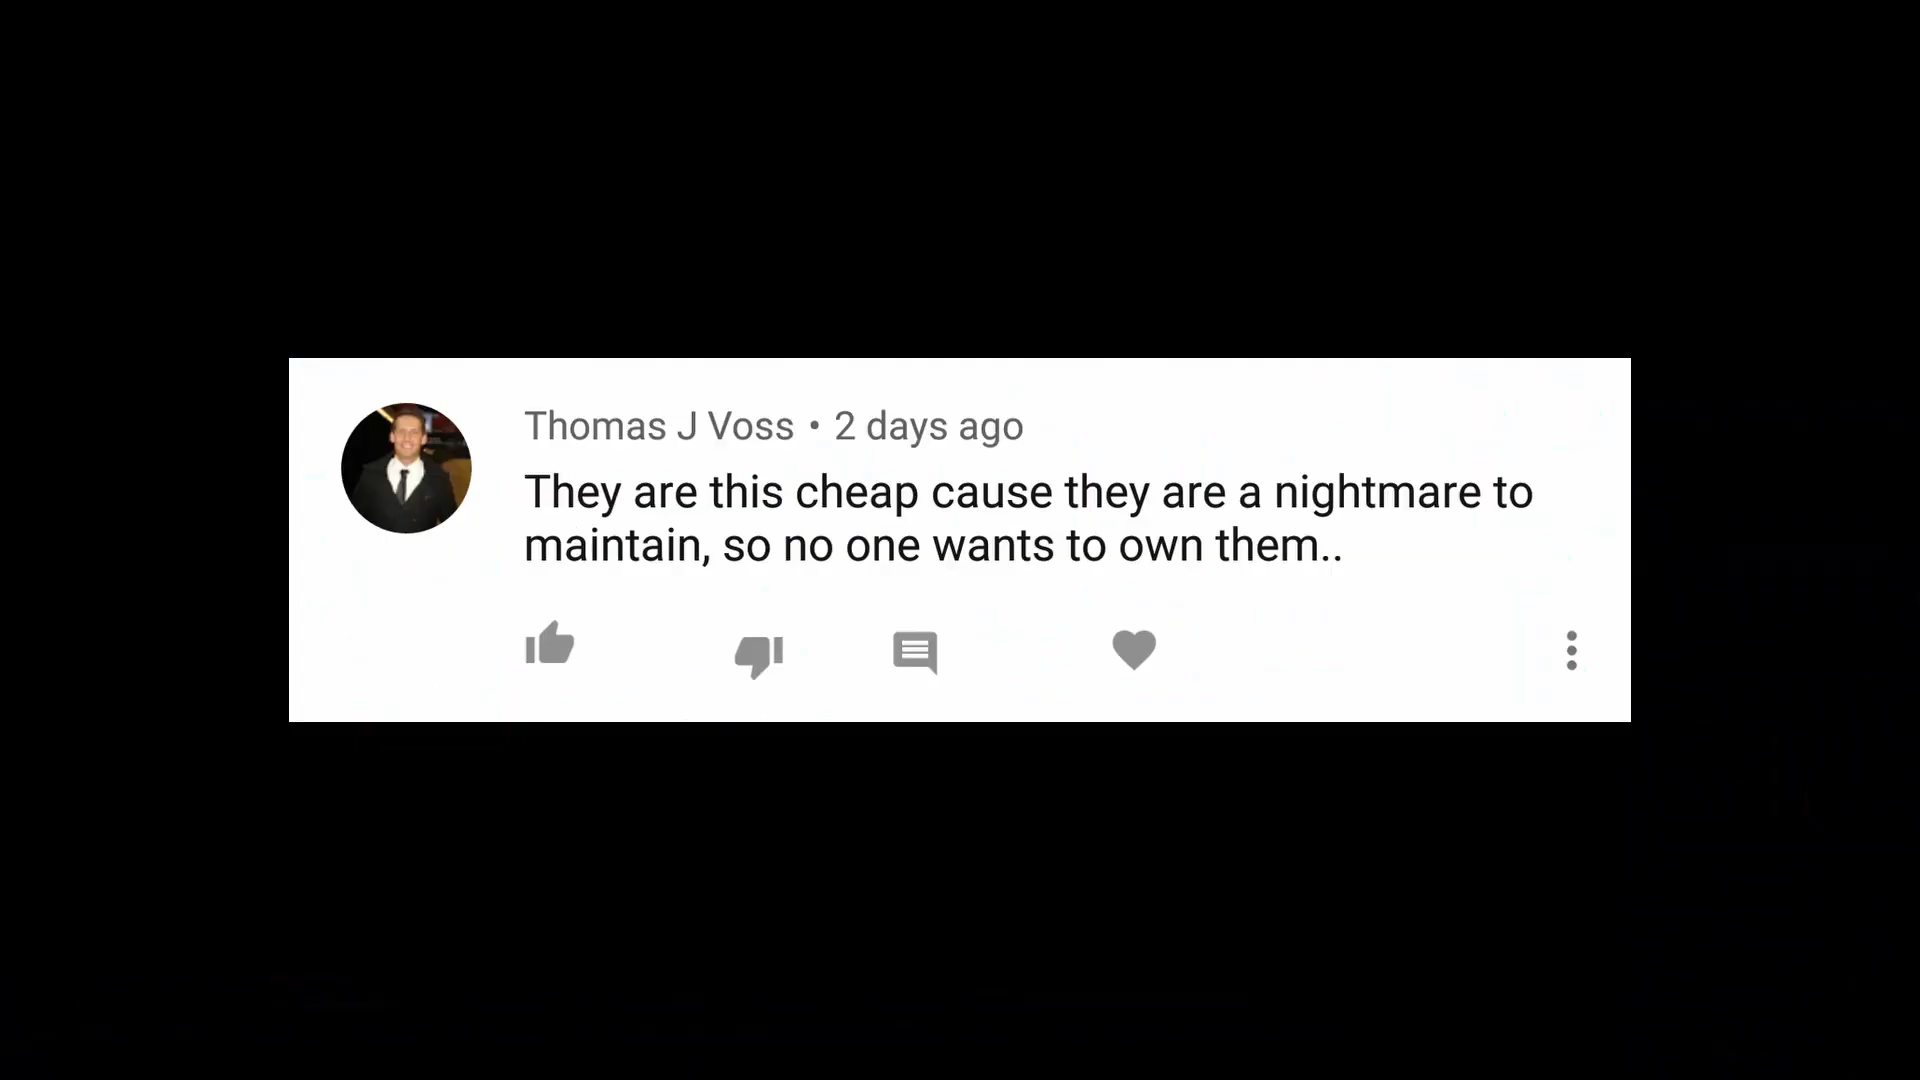 Thomas J Voss • 2 days ago
They are this cheap cause they are a nightmare to
maintain, so no one wants to own them..